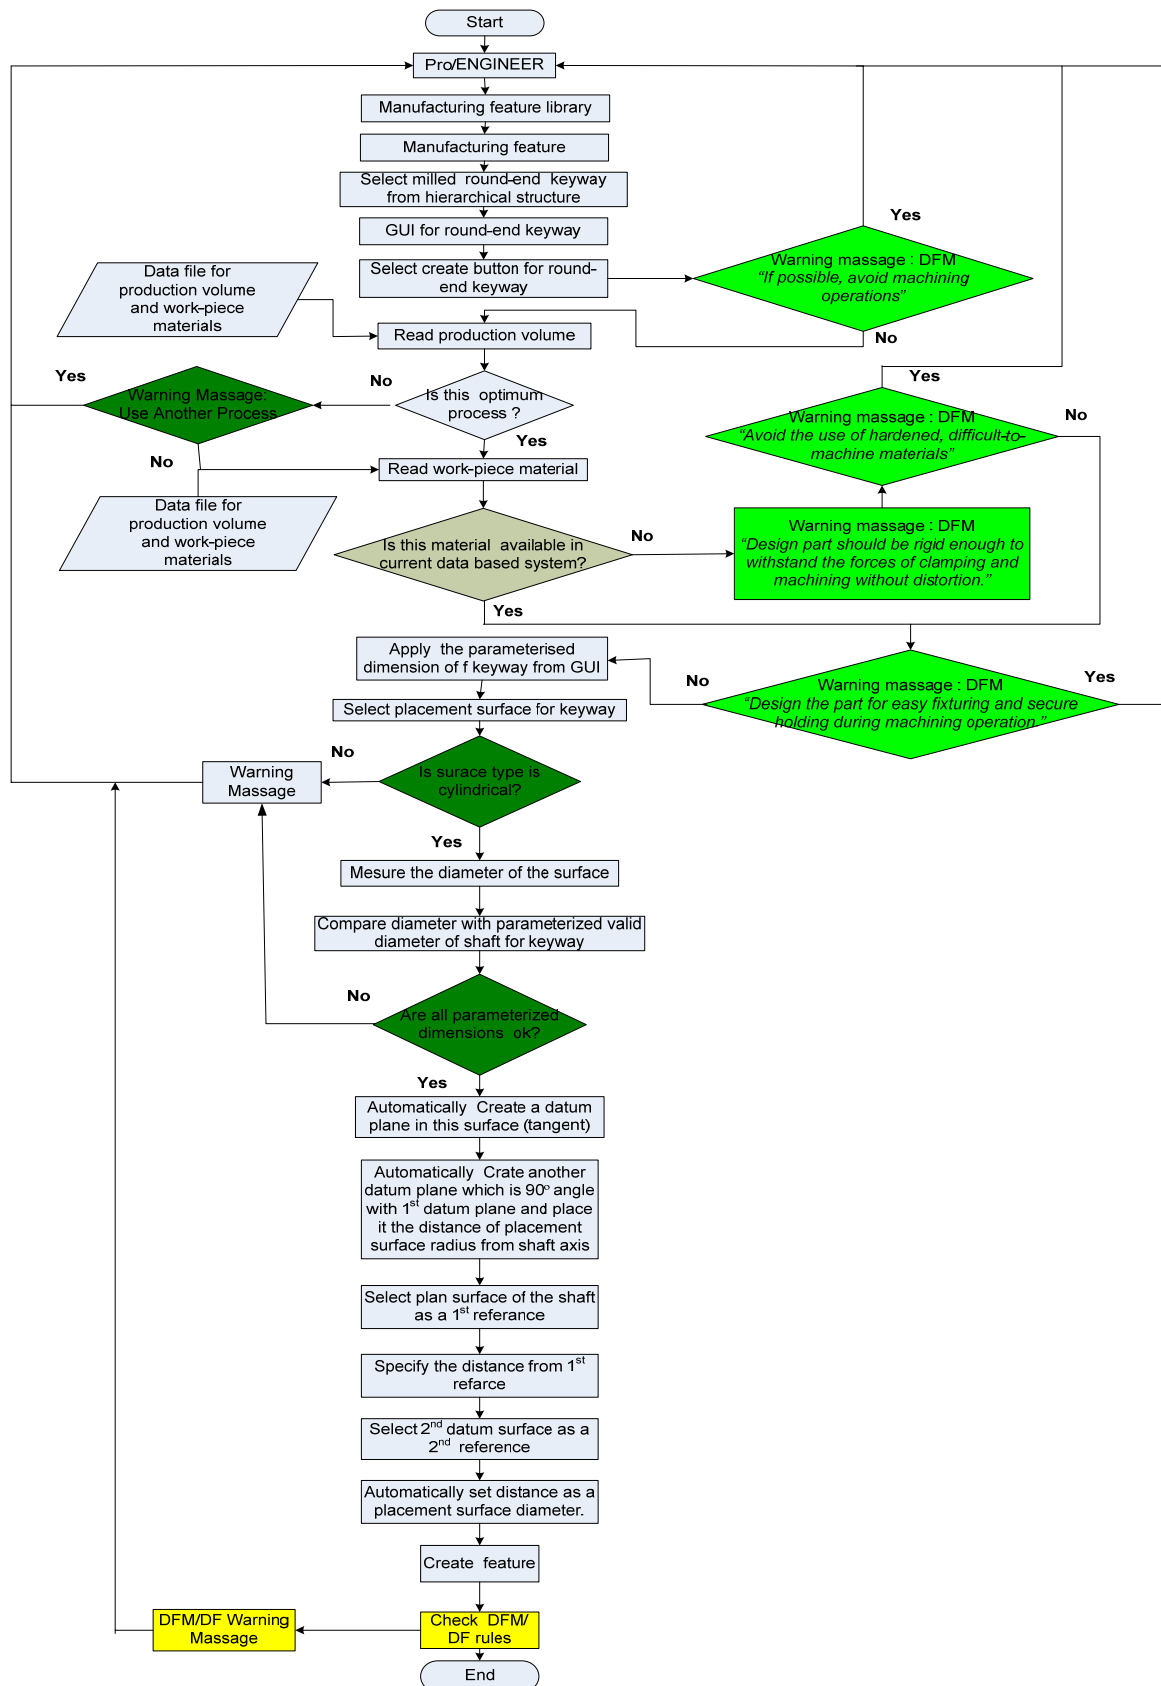 Start
Pro/ENGINEER
Manufacturing feature library
Manufacturing feature
Select milled round-end keyway
from hierarchical structure
GUI for round-end keyway
Select create button for round-
end keyway
Yes
Warning massage : DFM
“If possible, avoid machining
operations”
No
Data file for
production volume
and work-piece
materials
Read production volume
Is this optimum
process ?
No
Yes
Warning Massage:
Use Another Process
Yes
No
Read work-piece material
Data file for
production volume
and work-piece
materials
Yes
Warning massage : DFM
“Avoid the use of hardened, difficult-to-
machine materials”
No
Is this material available in
current data based system?
No
Warning massage : DFM
“Design part should be rigid enough to
withstand the forces of clamping and
machining without distortion.”
Yes
Warning massage : DFM
“Design the part for easy fixturing and secure
holding during machining operation.”
Yes
No
Apply the parameterised
dimension of f keyway from GUI
Select placement surface for keyway
Is surace type is
cylindrical?
No
Warning
Massage
Yes
Mesure the diameter of the surface
Compare diameter with parameterized valid
diameter of shaft for keyway
Are all parameterized
dimensions ok?
No
Yes
Automatically Create a datum
plane in this surface (tangent)
Automatically Crate another
datum plane which is 90° angle
with 1st datum plane and place
it the distance of placement
surface radius from shaft axis
Select plan surface of the shaft
as a 1st referance
Specify the distance from 1st
refarce
Select 2nd datum surface as a
2nd reference
Automatically set distance as a
placement surface diameter.
Create feature
Check DFM/
DF rules
DFM/DF Warning
Massage
End